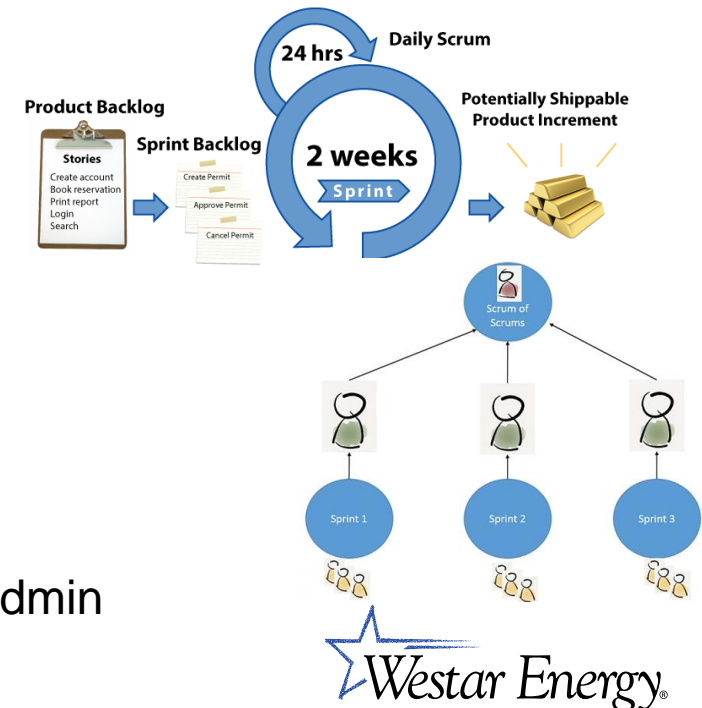 24 hrs
Daily Scrum
Product Backlog
Stories
Create account
Book reservation
Print report
Login
Search
Sprint Backlog
Create Permit
Approve Permit
Cancel Permit
2 weeks
Sprint
Potentially Shippable
Product Increment
Scrum of
Scrums
Sprint 1
Sprint 2
Sprint 3
dmin
Westar Energy®